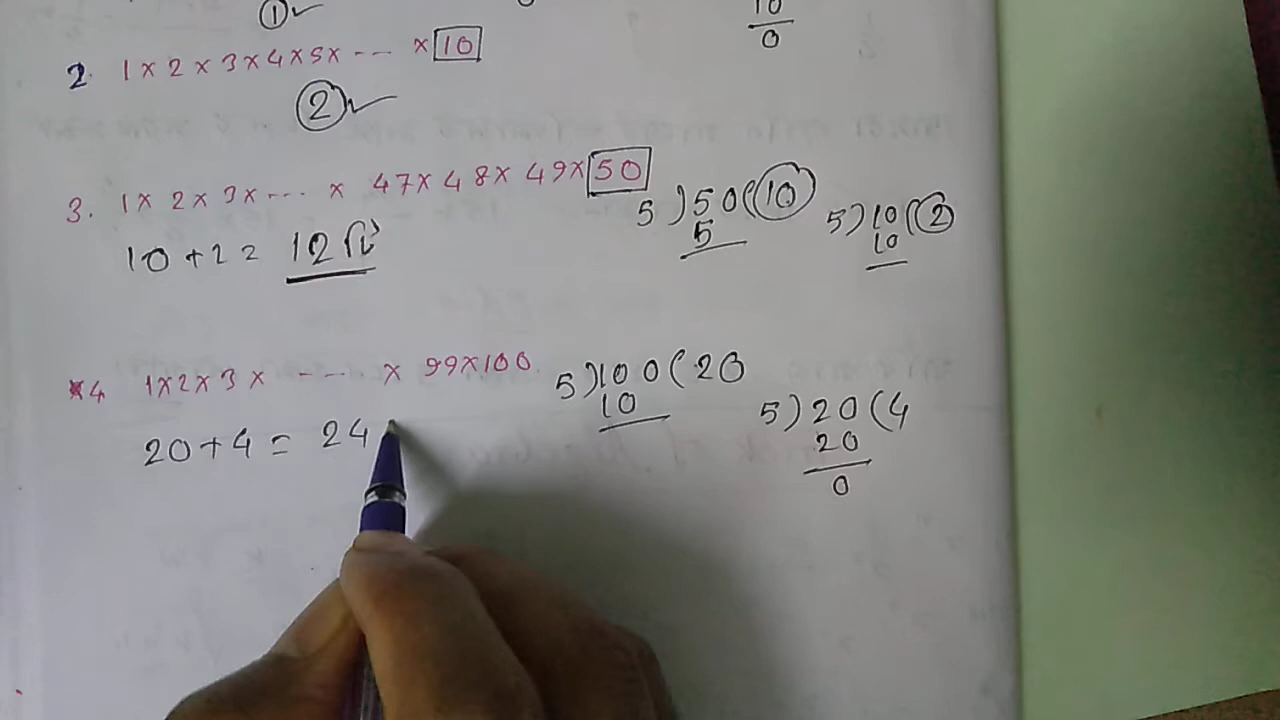 ① ✓
10
0
2. 1 × 2 × 3 × 4 × 5 × ---- × 10
② ✓
3. 1 × 2 × 3 × ---- × 47 × 48 × 49 × 50
5 ) 50 ( 10
5
5 ) 10 ( 2
10
10 + 2 = 12
*4 1 × 2 × 3 × ---- × 99 × 100
5 ) 100 ( 20
10
5 ) 20 ( 4
20
0
20 + 4 = 24